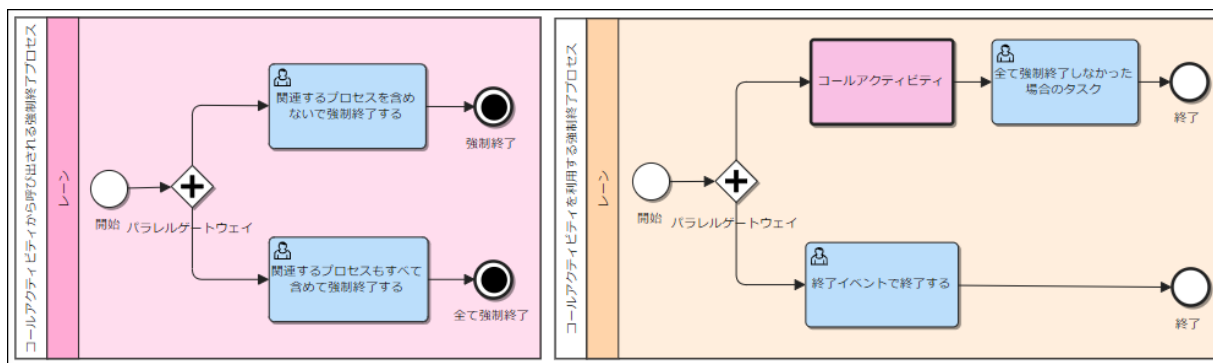 コールアクティビティから呼び出される強制終了プロセス
レーン
開始
パラレルゲートウェイ
関連するプロセスを含め
ないで強制終了する
強制終了
関連するプロセスもすべて
含めて強制終了する
全て強制終了
コールアクティビティを利用する強制終了プロセス
レーン
開始
パラレルゲートウェイ
コールアクティビティ
全て強制終了しなかった
場合のタスク
終了
終了イベントで終了する
終了